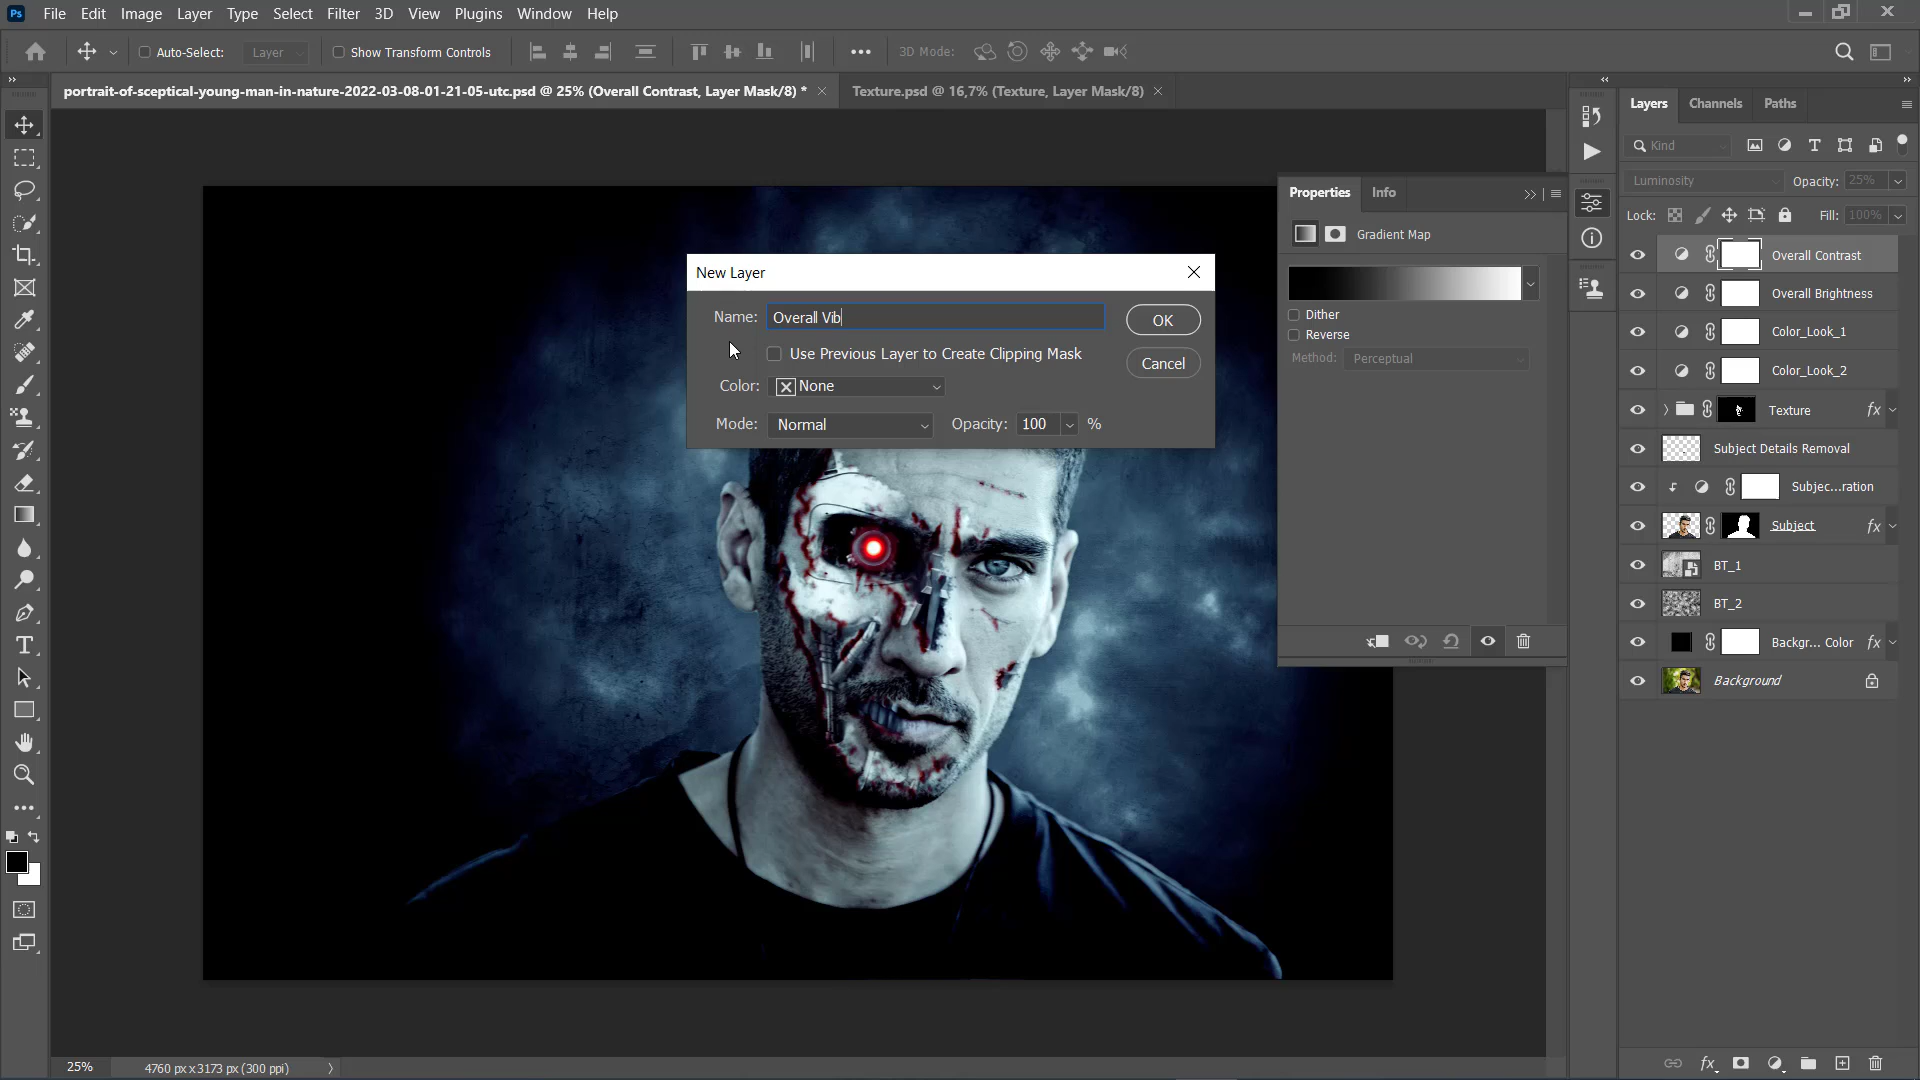 Ps File Edit Image Layer Type Select Filter 3D View Plugins Window Help
Auto-Select: Layer Show Transform Controls 3D Mode:
portrait-of-sceptical-young-man-in-nature-2022-03-08-01-21-05-utc.psd @ 25% (Overall Contrast, Layer Mask/8) * Texture.psd @ 16,7% (Texture, Layer Mask/8)
Layers Channels Paths
Kind
Luminosity Opacity: 25%
Lock: Fill: 100%
Overall Contrast
Overall Brightness
Color_Look_1
Color_Look_2
Texture fx
Subject Details Removal
Subjec...ration
Subject fx
BT_1
BT_2
Backgr... Color fx
Background
Properties Info
Gradient Map
Dither
Reverse
Method: Perceptual
New Layer
Name: Overall Vib
OK
Use Previous Layer to Create Clipping Mask
Cancel
Color: None
Mode: Normal Opacity: 100 %
25% 4760 px x 3173 px (300 ppi)
fx